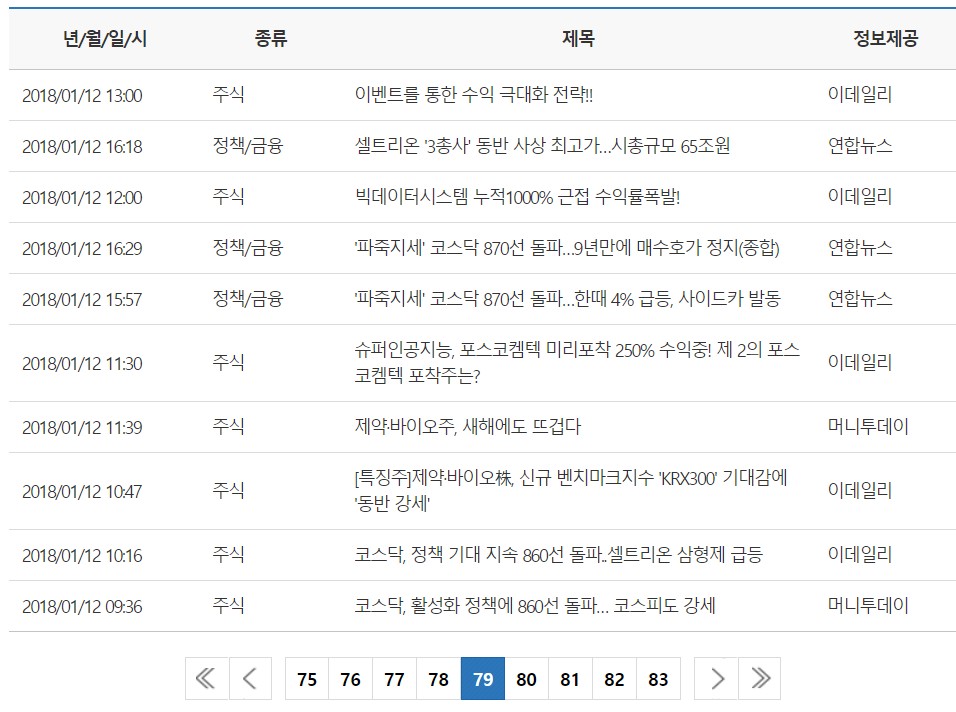 년/월/일/시 종류 제목 정보제공
2018/01/12 13:00 주식 이벤트를 통한 수익 극대화 전략!! 이데일리
2018/01/12 16:18 정책/금융 셀트리온 '3총사' 동반 사상 최고가…시총규모 65조원 연합뉴스
2018/01/12 12:00 주식 빅데이터시스템 누적1000% 근접 수익률폭발! 이데일리
2018/01/12 16:29 정책/금융 '파죽지세' 코스닥 870선 돌파…9년만에 매수호가 정지(종합) 연합뉴스
2018/01/12 15:57 정책/금융 '파죽지세' 코스닥 870선 돌파…한때 4% 급등, 사이드카 발동 연합뉴스
2018/01/12 11:30 주식 슈퍼인공지능, 포스코켐텍 미리포착 250% 수익중! 제 2의 포스
코켐텍 포착주는? 이데일리
2018/01/12 11:39 주식 제약·바이오주, 새해에도 뜨겁다 머니투데이
2018/01/12 10:47 주식 [특징주]제약·바이오株, 신규 벤치마크지수 'KRX300' 기대감에
'동반 강세' 이데일리
2018/01/12 10:16 주식 코스닥, 정책 기대 지속 860선 돌파..셀트리온 삼형제 급등 이데일리
2018/01/12 09:36 주식 코스닥, 활성화 정책에 860선 돌파… 코스피도 강세 머니투데이
75 76 77 78 79 80 81 82 83